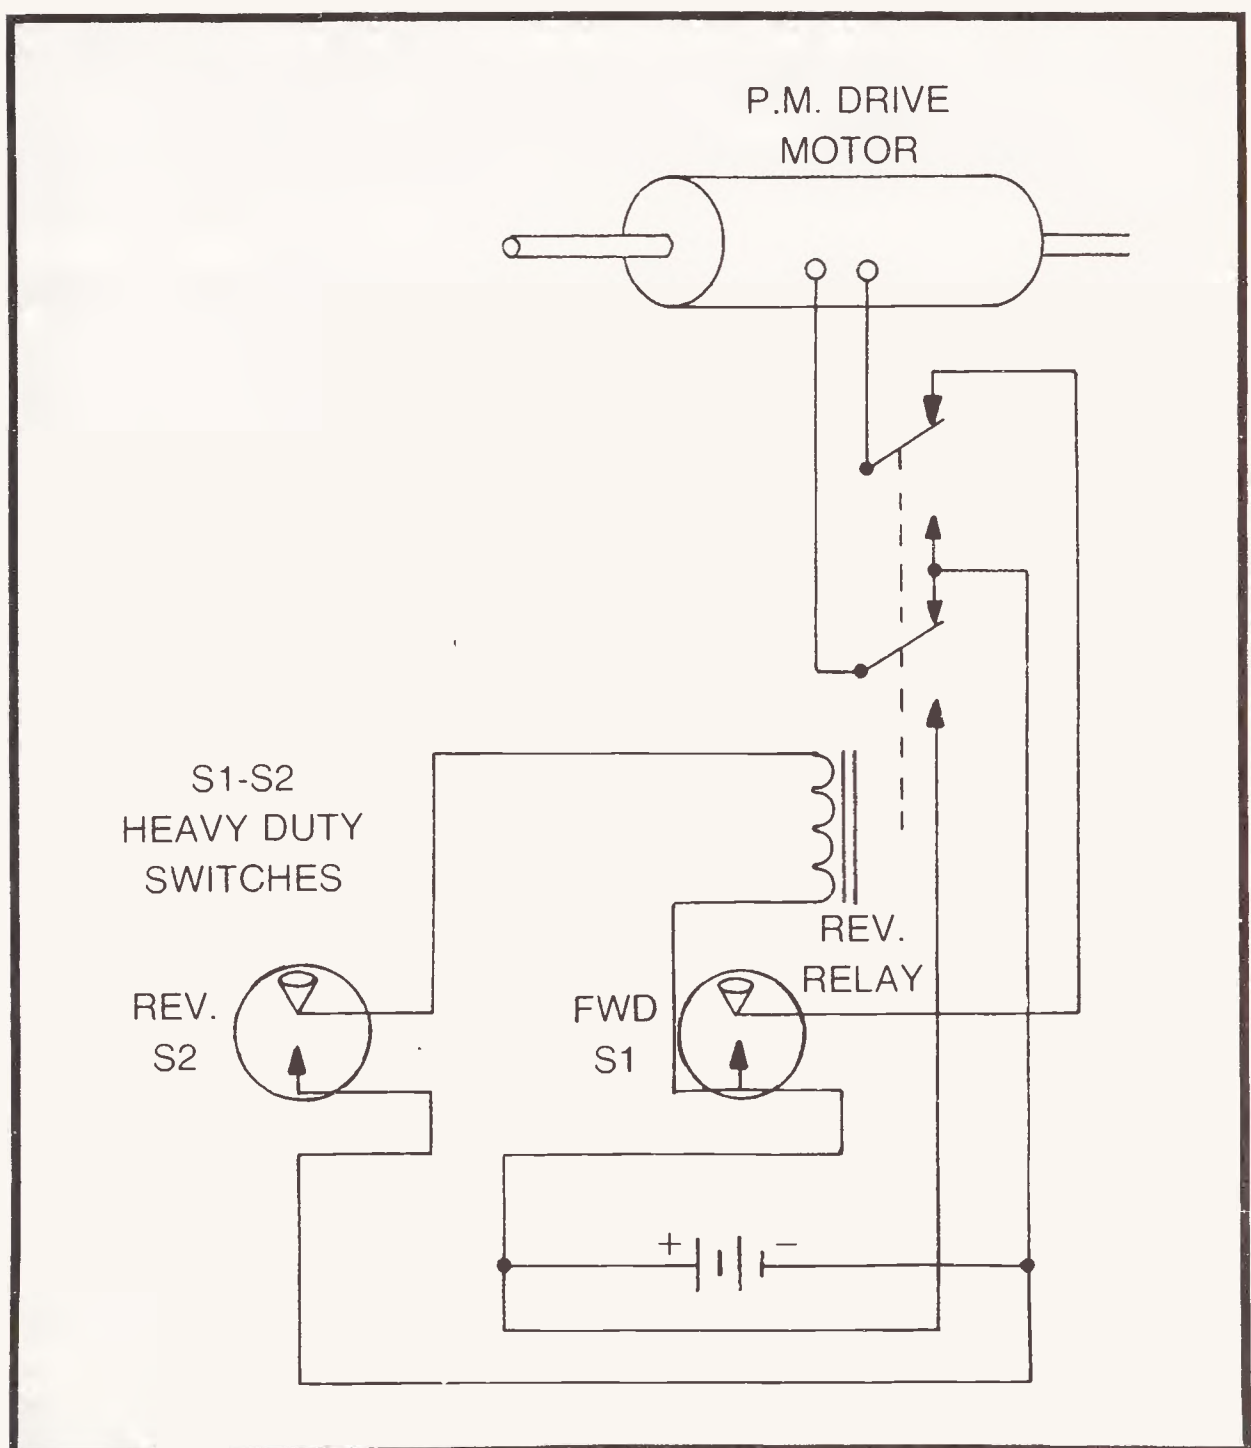 P.M. DRIVE
MOTOR
S1-S2
HEAVY DUTY
SWITCHES
REV.
RELAY
REV.
S2
FWD
S1
+
−